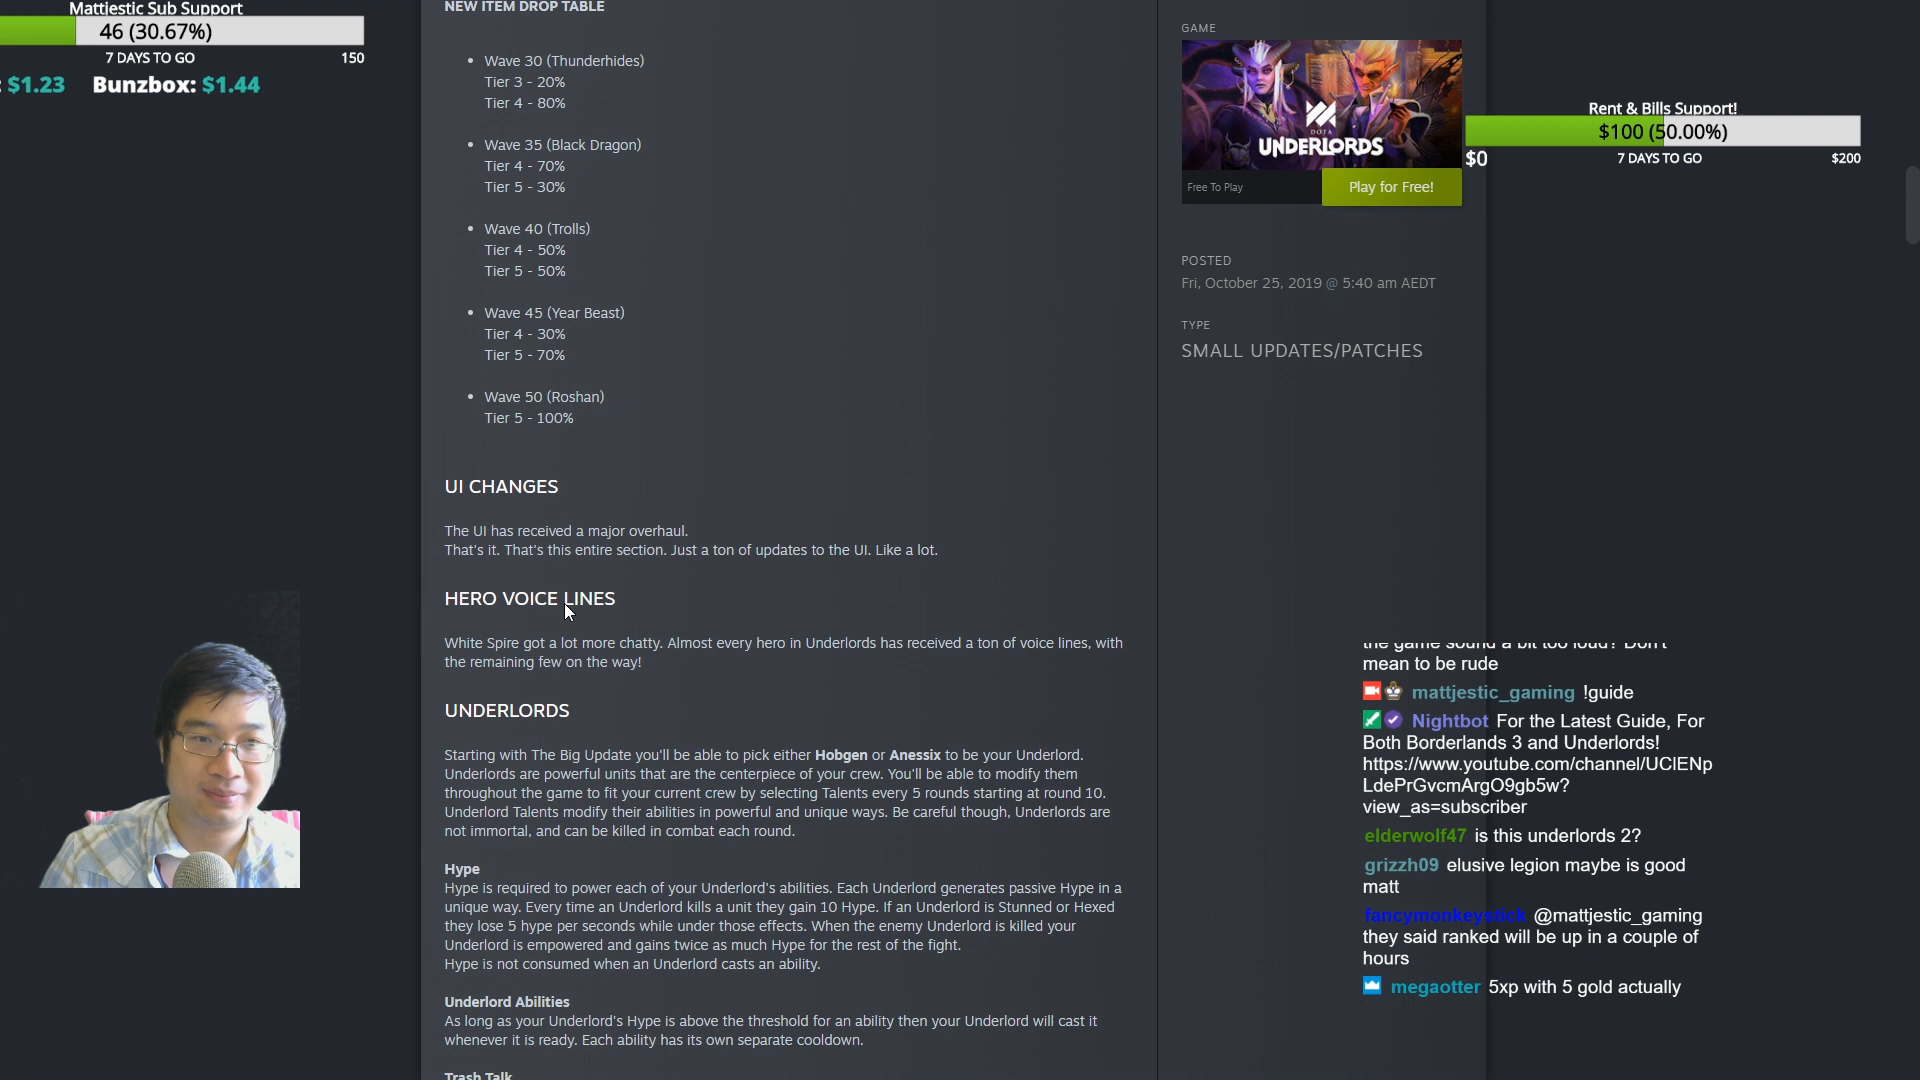 Mattjestic Sub Support
46 (30.67%)
7 DAYS TO GO
150
: $1.23 Bunzbox: $1.44
NEW ITEM DROP TABLE
• Wave 30 (Thunderhides)
Tier 3 - 20%
Tier 4 - 80%
• Wave 35 (Black Dragon)
Tier 4 - 70%
Tier 5 - 30%
• Wave 40 (Trolls)
Tier 4 - 50%
Tier 5 - 50%
• Wave 45 (Year Beast)
Tier 4 - 30%
Tier 5 - 70%
• Wave 50 (Roshan)
Tier 5 - 100%
UI CHANGES
The UI has received a major overhaul.
That's it. That's this entire section. Just a ton of updates to the UI. Like a lot.
HERO VOICE LINES
White Spire got a lot more chatty. Almost every hero in Underlords has received a ton of voice lines, with
the remaining few on the way!
UNDERLORDS
Starting with The Big Update you'll be able to pick either Hobgen or Anessix to be your Underlord.
Underlords are powerful units that are the centerpiece of your crew. You'll be able to modify them
throughout the game to fit your current crew by selecting Talents every 5 rounds starting at round 10.
Underlord Talents modify their abilities in powerful and unique ways. Be careful though, Underlords are
not immortal, and can be killed in combat each round.
Hype
Hype is required to power each of your Underlord's abilities. Each Underlord generates passive Hype in a
unique way. Every time an Underlord kills a unit they gain 10 Hype. If an Underlord is Stunned or Hexed
they lose 5 hype per seconds while under those effects. When the enemy Underlord is killed your
Underlord is empowered and gains twice as much Hype for the rest of the fight.
Hype is not consumed when an Underlord casts an ability.
Underlord Abilities
As long as your Underlord's Hype is above the threshold for an ability then your Underlord will cast it
whenever it is ready. Each ability has its own separate cooldown.
Trash Talk
GAME
DOTA
UNDERLORDS
Free To Play
Play for Free!
POSTED
Fri, October 25, 2019 @ 5:40 am AEDT
TYPE
SMALL UPDATES/PATCHES
Rent & Bills Support!
$100 (50.00%)
$0
7 DAYS TO GO
$200
the game sound a bit too loud? Don't
mean to be rude
mattjestic_gaming !guide
Nightbot For the Latest Guide, For
Both Borderlands 3 and Underlords!
https://www.youtube.com/channel/UCIENp
LdePrGvcmArgO9gb5w?
view_as=subscriber
elderwolf47 is this underlords 2?
grizzh09 elusive legion maybe is good
matt
fancymonkeystick @mattjestic_gaming
they said ranked will be up in a couple of
hours
megaotter 5xp with 5 gold actually